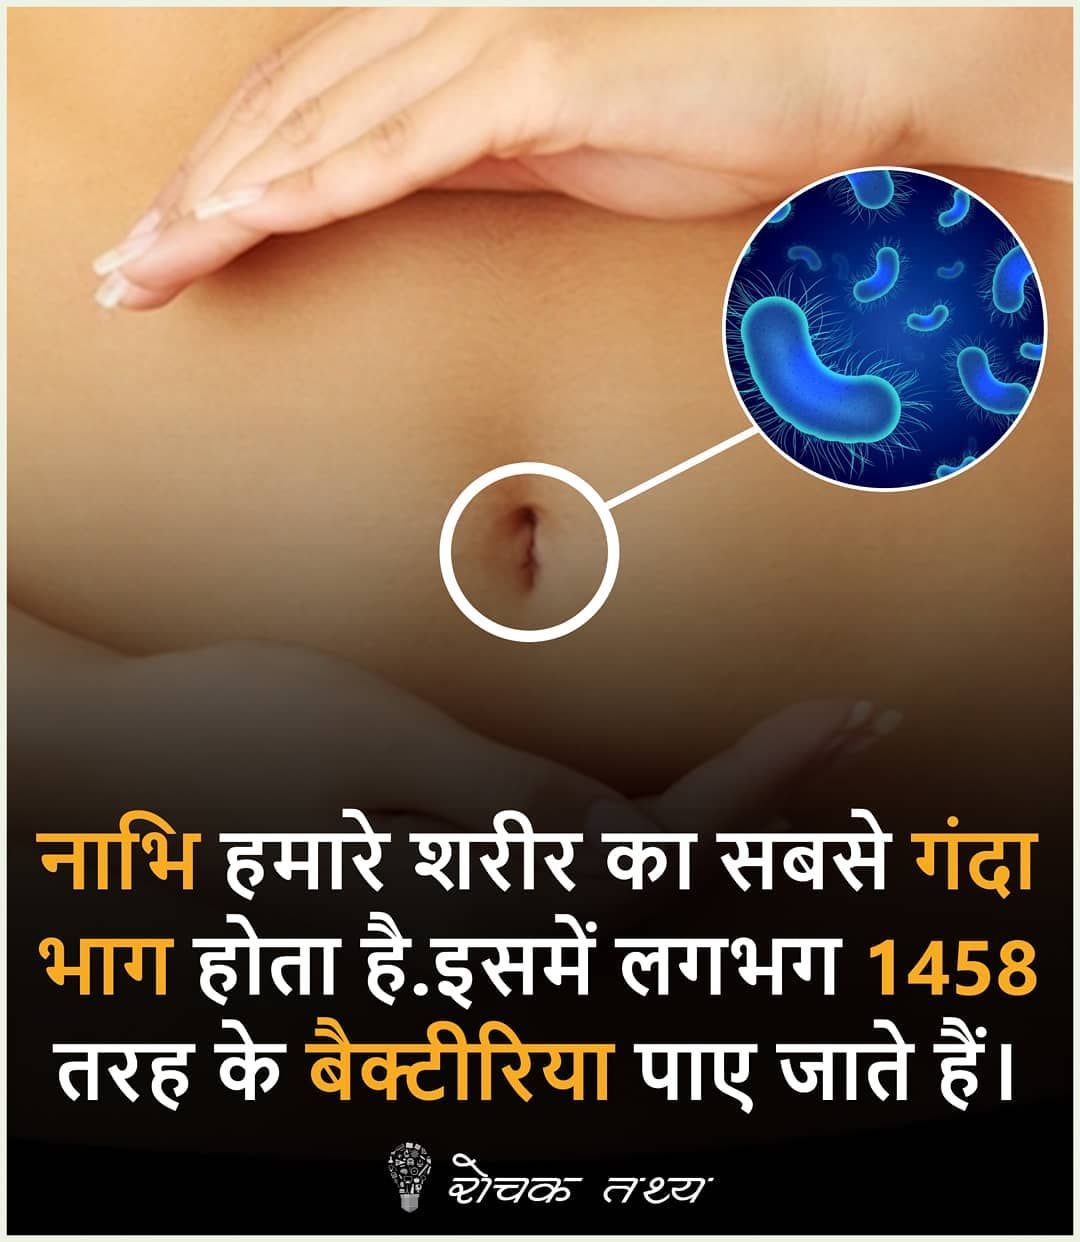 नाभि हमारे शरीर का सबसे गंदा
भाग होता है.इसमें लगभग 1458
तरह के बैक्टीरिया पाए जाते हैं।
रोचक तथ्य